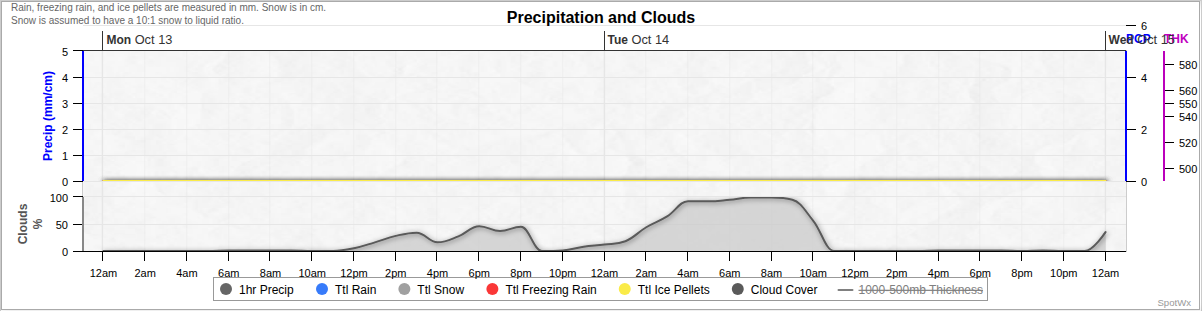 Rain, freezing rain, and ice pellets are measured in mm. Snow is in cm.
Snow is assumed to have a 10:1 snow to liquid ratio.
Precipitation and Clouds
Mon Oct 13
Tue Oct 14
Wed Oct 15
PCP
THK
Precip (mm/cm)
5
4
3
2
1
0
6
4
2
0
580
560
550
540
520
500
Clouds
%
100
50
0
12am 2am 4am 6am 8am 10am 12pm 2pm 4pm 6pm 8pm 10pm 12am 2am 4am 6am 8am 10am 12pm 2pm 4pm 6pm 8pm 10pm 12am
1hr Precip Ttl Rain Ttl Snow Ttl Freezing Rain Ttl Ice Pellets Cloud Cover 1000-500mb Thickness
SpotWx